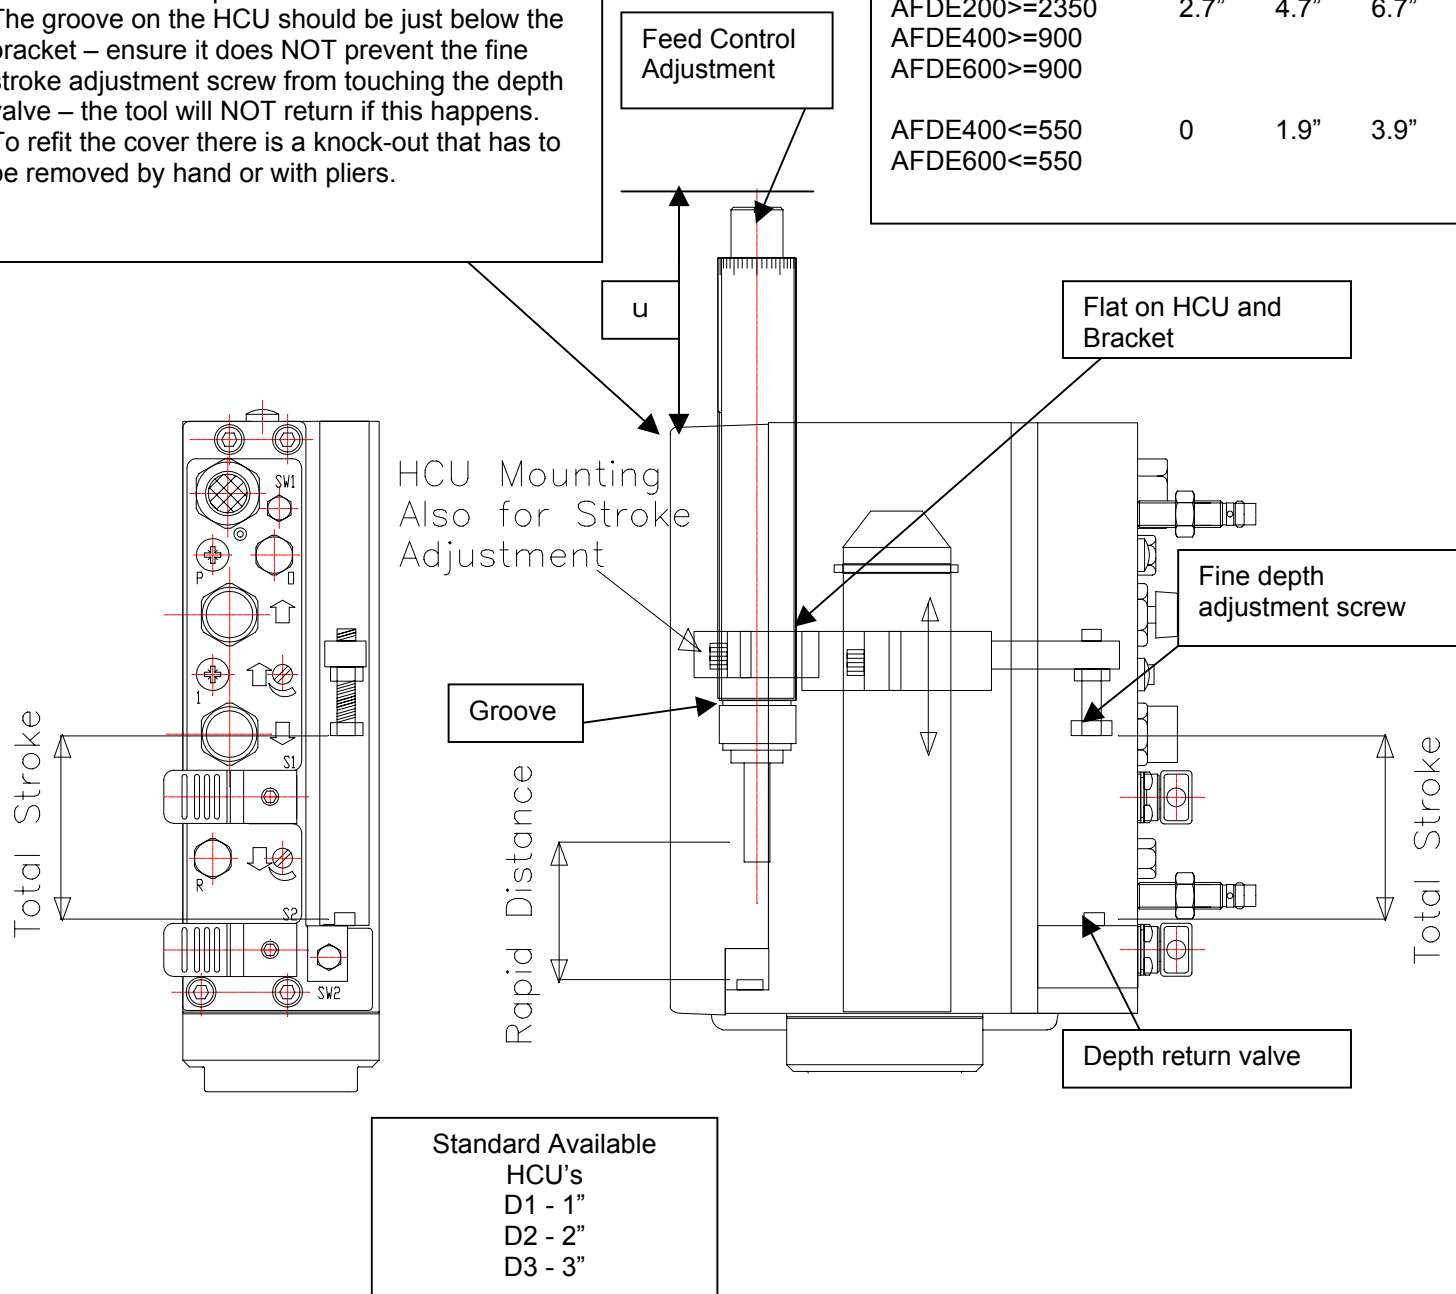 The groove on the HCU should be just below the
bracket – ensure it does NOT prevent the fine
stroke adjustment screw from touching the depth
valve – the tool will NOT return if this happens.
To refit the cover there is a knock-out that has to
be removed by hand or with pliers.
Feed Control
Adjustment
AFDE200>=2350 2.7” 4.7” 6.7”
AFDE400>=900
AFDE600>=900
AFDE400<=550 0 1.9” 3.9”
AFDE600<=550
u
Flat on HCU and
Bracket
HCU Mounting
Also for Stroke
Adjustment
Fine depth
adjustment screw
Groove
SW1
P
O
1
S1
R
S2
SW2
Total Stroke
Rapid Distance
Total Stroke
Depth return valve
Standard Available
HCU's
D1 - 1”
D2 - 2”
D3 - 3”